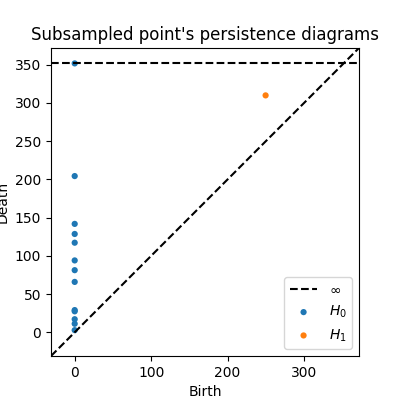 Subsampled point's persistence diagrams
350
300
250
200
150
100
50
0
Death
0 100 200 300
Birth
∞
H₀
H₁